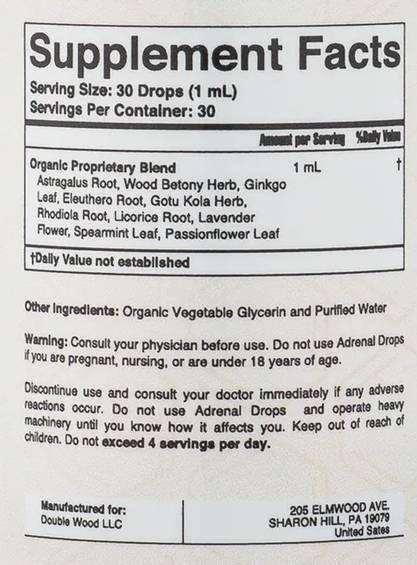 Supplement Facts
Serving Size: 30 Drops (1 mL)
Servings Per Container: 30
Amount per Serving %Daily Value
Organic Proprietary Blend 1 mL †
Astragalus Root, Wood Betony Herb, Ginkgo
Leaf, Eleuthero Root, Gotu Kola Herb,
Rhodiola Root, Licorice Root, Lavender
Flower, Spearmint Leaf, Passionflower Leaf
†Daily Value not established
Other Ingredients: Organic Vegetable Glycerin and Purified Water
Warning: Consult your physician before use. Do not use Adrenal Drops
if you are pregnant, nursing, or are under 18 years of age.
Discontinue use and consult your doctor immediately if any adverse
reactions occur. Do not use Adrenal Drops and operate heavy
machinery until you know how it affects you. Keep out of reach of
children. Do not exceed 4 servings per day.
Manufactured for:
Double Wood LLC
205 ELMWOOD AVE.
SHARON HILL, PA 19079
United Sates